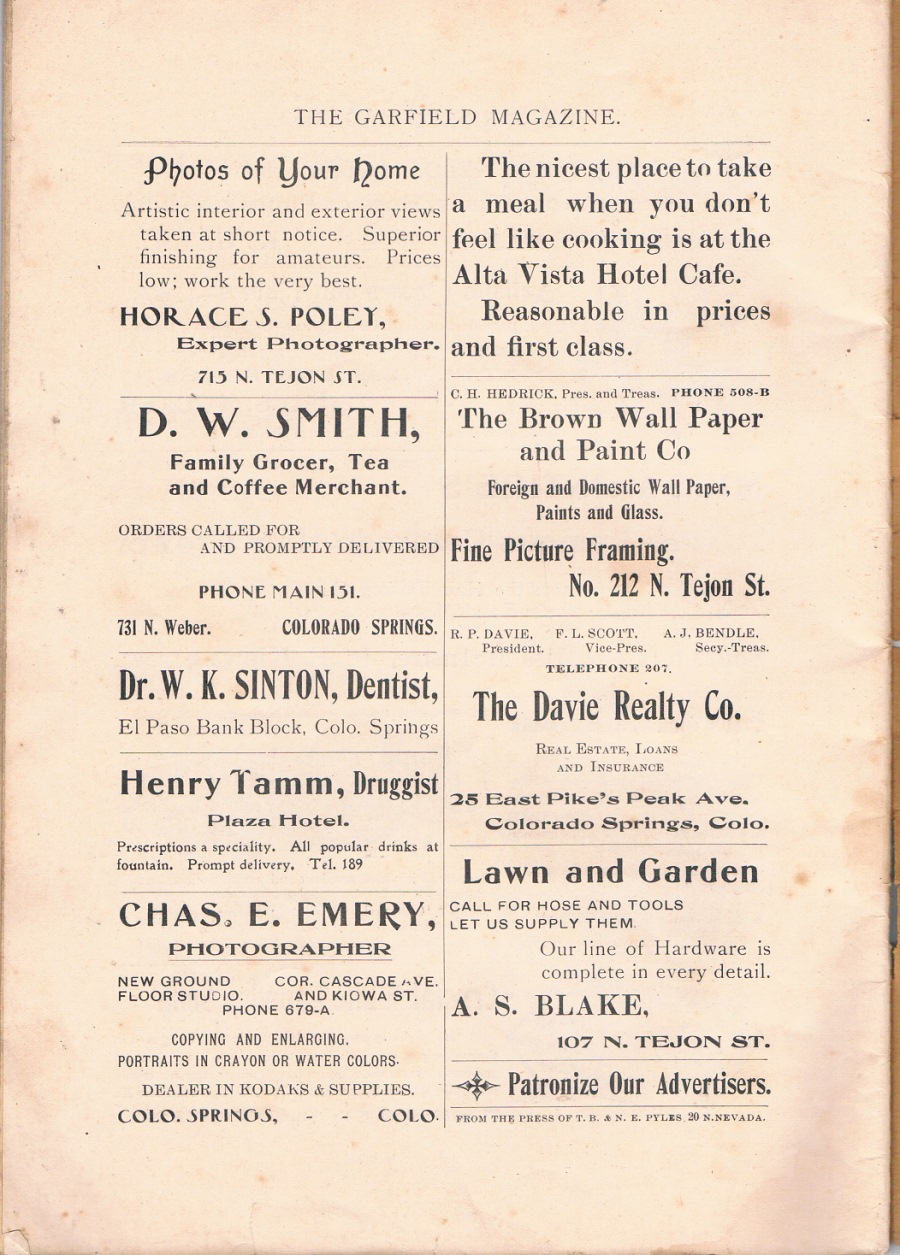 THE GARFIELD MAGAZINE.
Photos of Your Home
Artistic interior and exterior views
taken at short notice. Superior
finishing for amateurs. Prices
low; work the very best.
HORACE S. POLEY,
Expert Photographer.
715 N. TEJON ST.
D. W. SMITH,
Family Grocer, Tea
and Coffee Merchant.
ORDERS CALLED FOR
AND PROMPTLY DELIVERED
PHONE MAIN 151.
731 N. Weber. COLORADO SPRINGS.
Dr. W. K. SINTON, Dentist,
El Paso Bank Block, Colo. Springs
Henry Tamm, Druggist
Plaza Hotel.
Prescriptions a speciality. All popular drinks at
fountain. Prompt delivery. Tel. 189
CHAS. E. EMERY,
PHOTOGRAPHER
NEW GROUND COR. CASCADE AVE.
FLOOR STUDIO. AND KIOWA ST.
PHONE 679-A
COPYING AND ENLARGING.
PORTRAITS IN CRAYON OR WATER COLORS.
DEALER IN KODAKS & SUPPLIES.
COLO. SPRINGS, - - COLO.
The nicest place to take
a meal when you don't
feel like cooking is at the
Alta Vista Hotel Cafe.
Reasonable in prices
and first class.
C. H. HEDRICK, Pres. and Treas. PHONE 508-B
The Brown Wall Paper
and Paint Co
Foreign and Domestic Wall Paper,
Paints and Glass.
Fine Picture Framing.
No. 212 N. Tejon St.
R. P. DAVIE, F. L. SCOTT, A. J. BENDLE,
President. Vice-Pres. Secy.-Treas.
TELEPHONE 207.
The Davie Realty Co.
REAL ESTATE, LOANS
AND INSURANCE
25 East Pike's Peak Ave.
Colorado Springs, Colo.
Lawn and Garden
CALL FOR HOSE AND TOOLS
LET US SUPPLY THEM.
Our line of Hardware is
complete in every detail.
A. S. BLAKE,
107 N. TEJON ST.
Patronize Our Advertisers.
FROM THE PRESS OF T. B. & N. E. PYLES, 20 N. NEVADA.